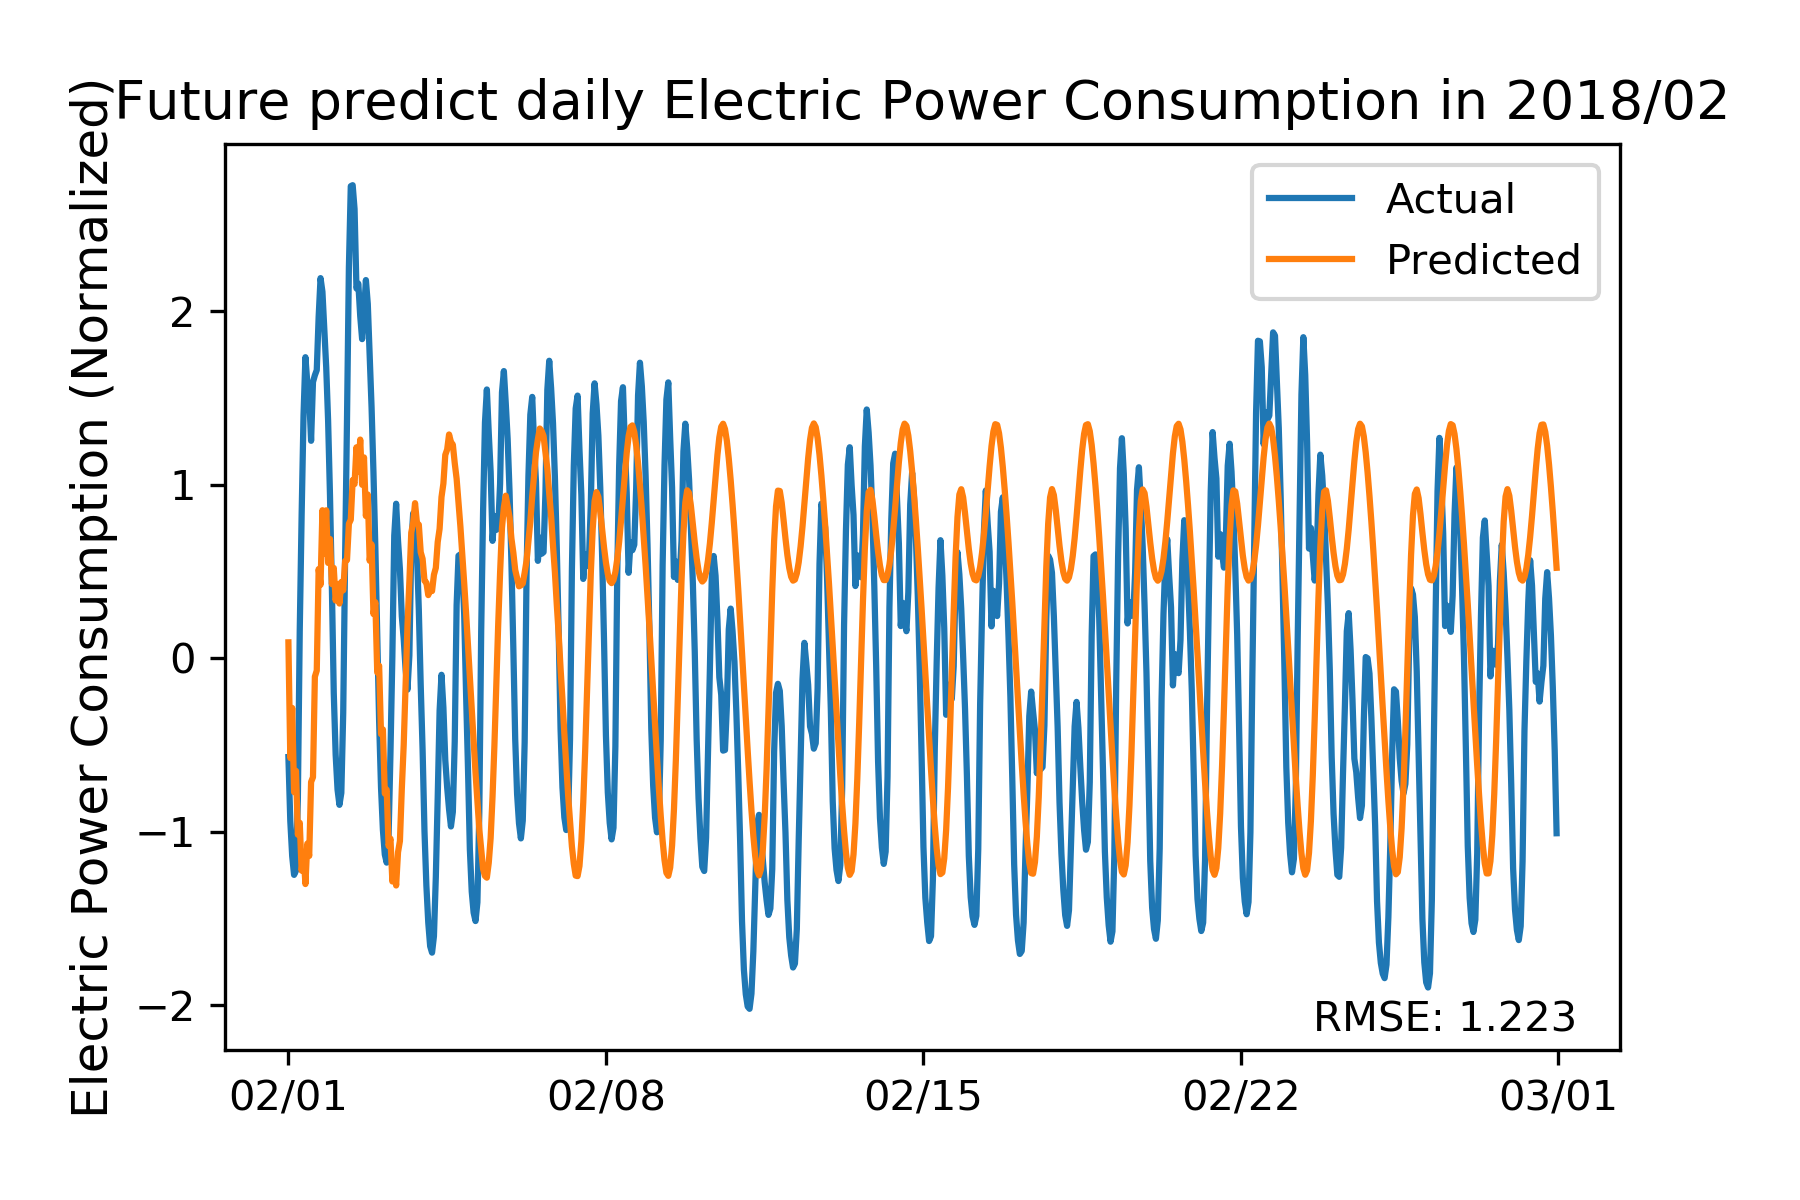 Future predict daily Electric Power Consumption in 2018/02
Electric Power Consumption (Normalized)
Actual
Predicted
2
1
0
−1
−2
RMSE: 1.223
02/01 02/08 02/15 02/22 03/01